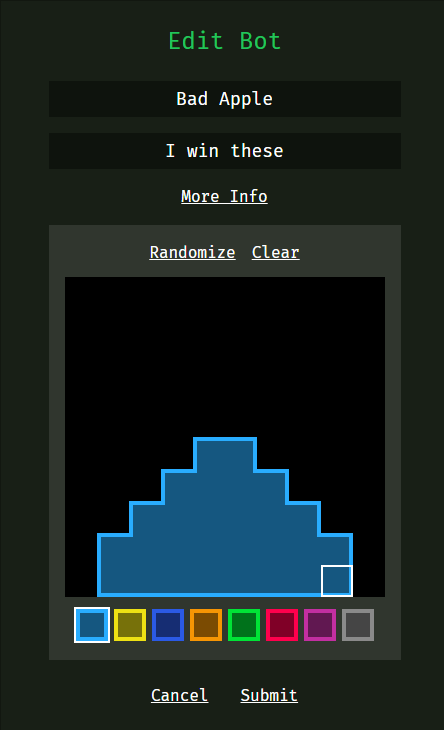 Edit Bot
Bad Apple
I win these
More Info
Randomize Clear
Cancel Submit